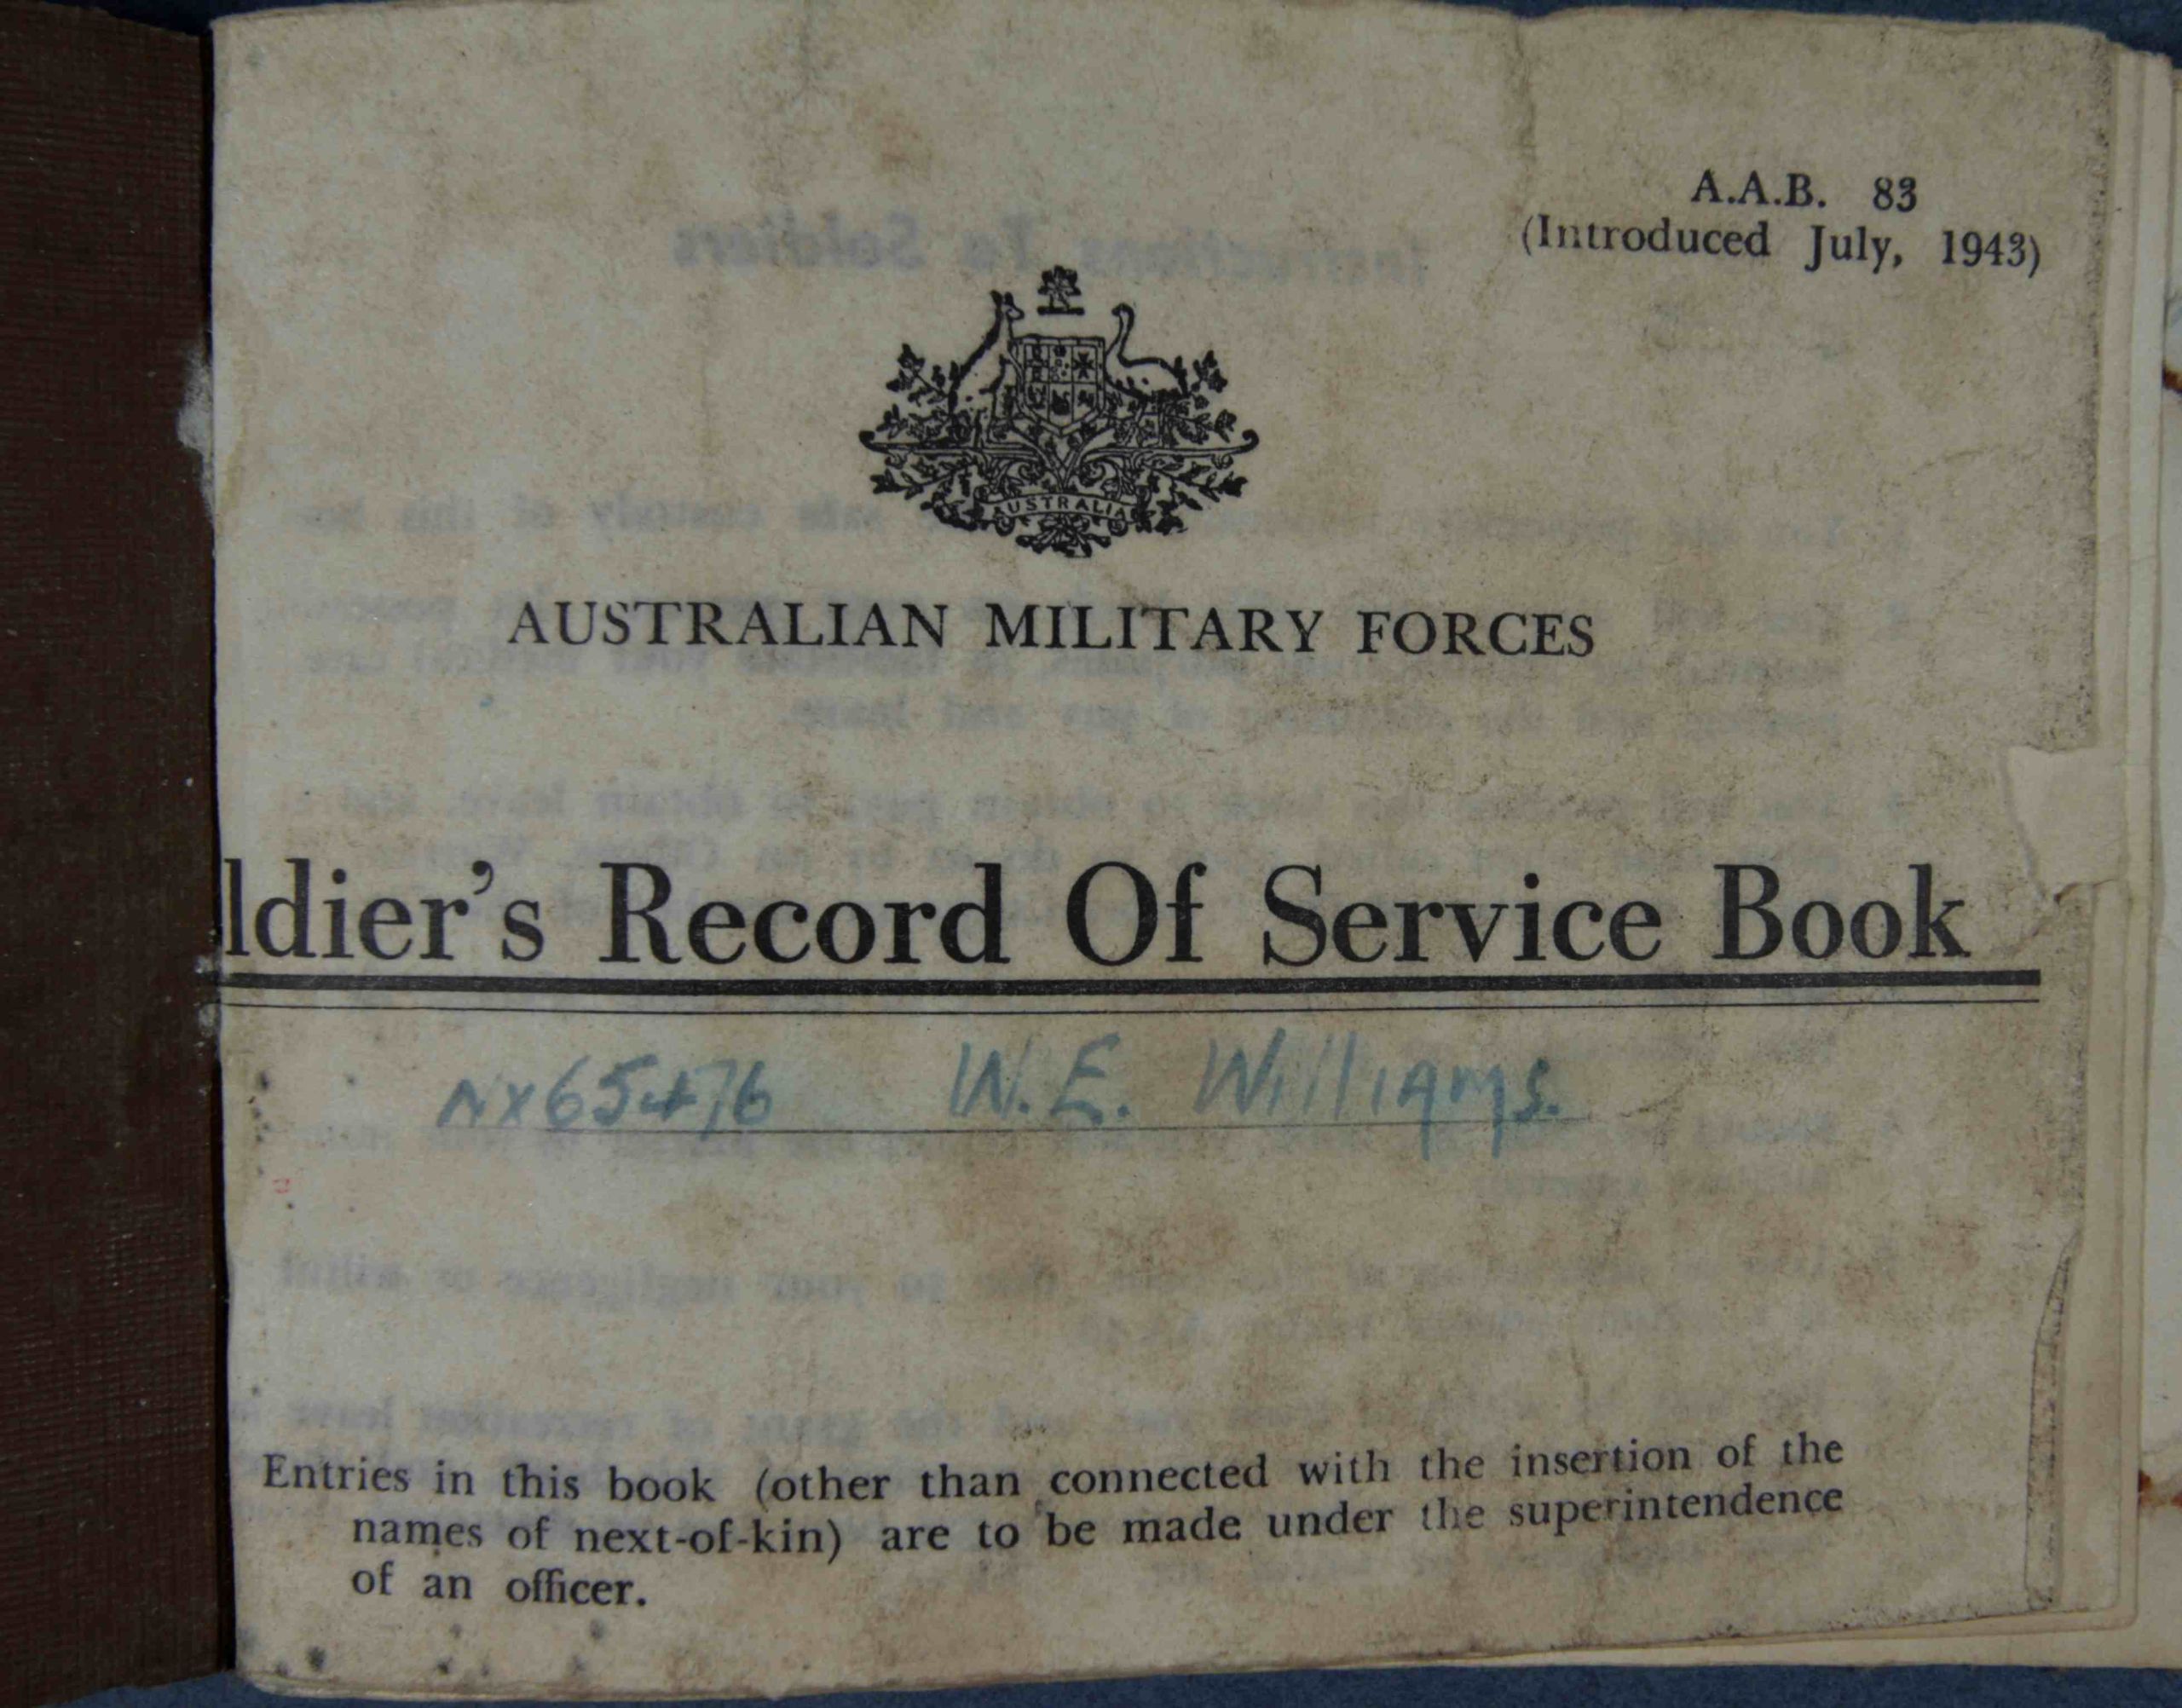 A.A.B. 83
(Introduced July, 1943)
AUSTRALIA
AUSTRALIAN MILITARY FORCES
ldier's Record Of Service Book
NX65476 W.E. Williams.
Entries in this book (other than connected with the insertion of the
names of next-of-kin) are to be made under the superintendence
of an officer.